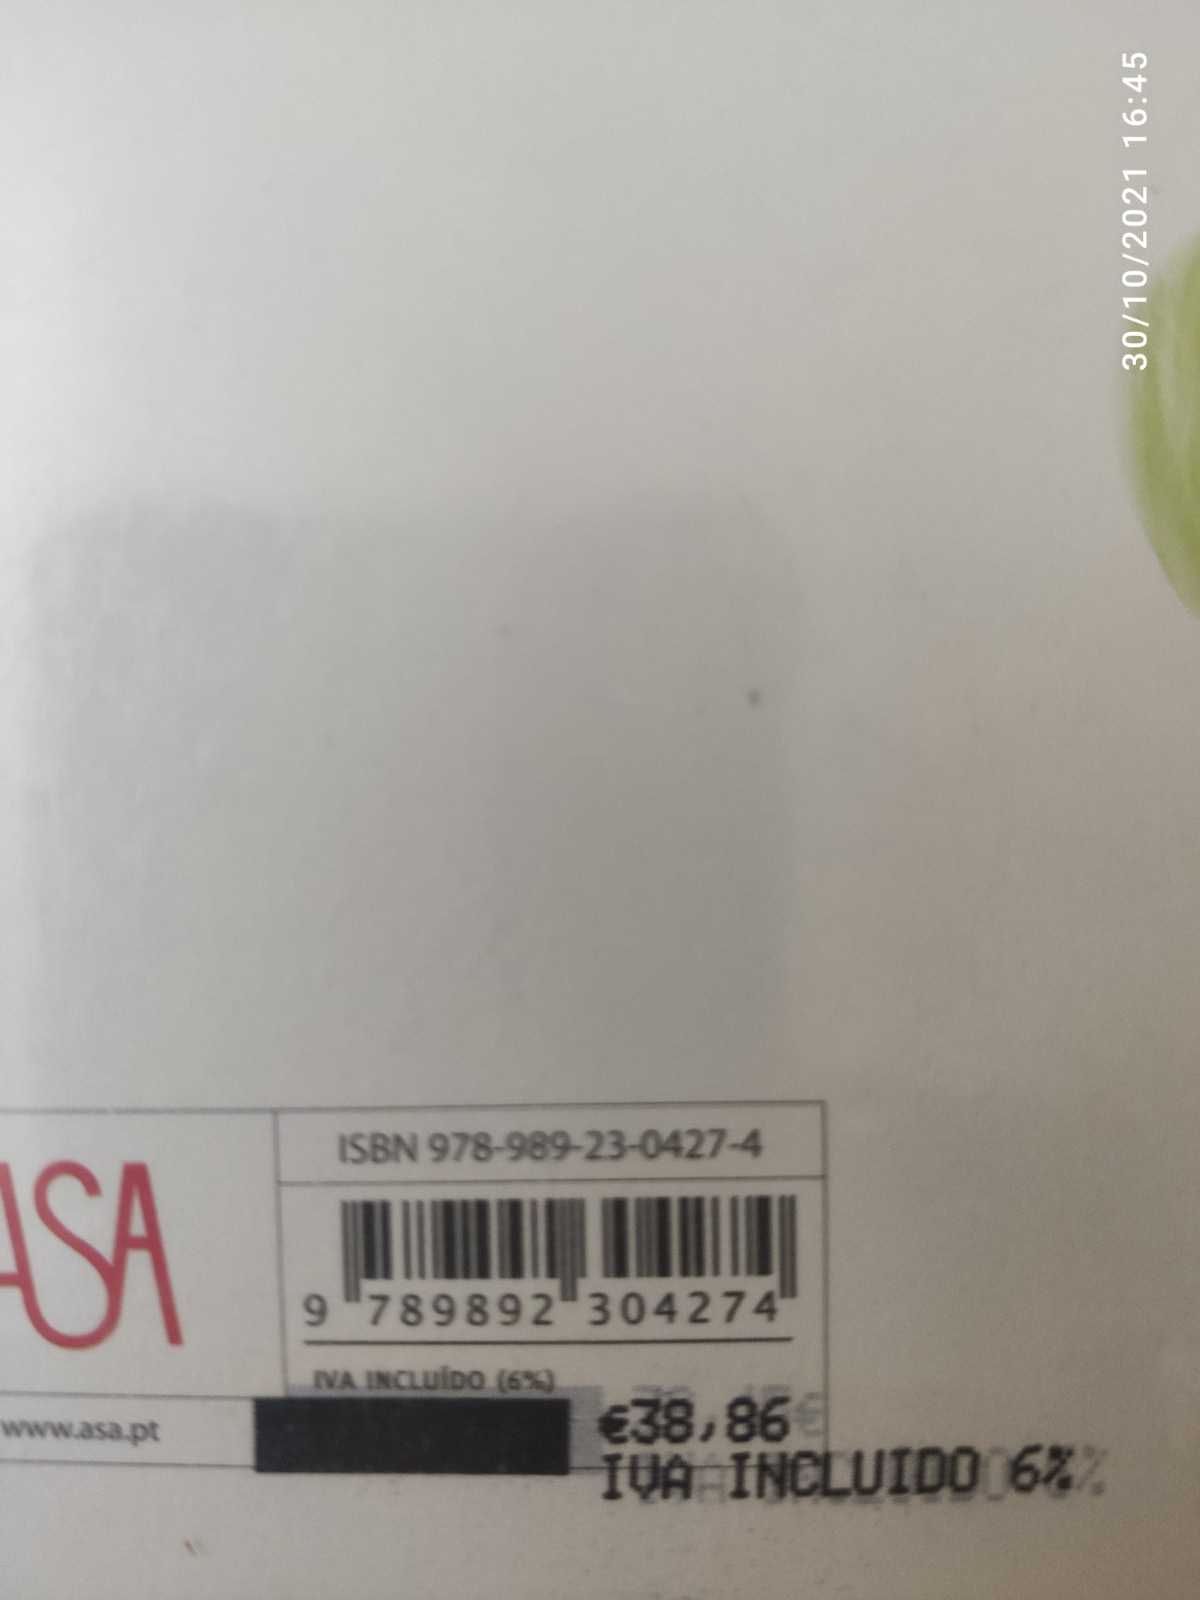 30/10/2021 16:45
ISBN 978-989-23-0427-4
9 789892 304274
ASA
IVA INCLUÍDO (6%)
www.asa.pt
€38,86
IVA INCLUIDO 6%